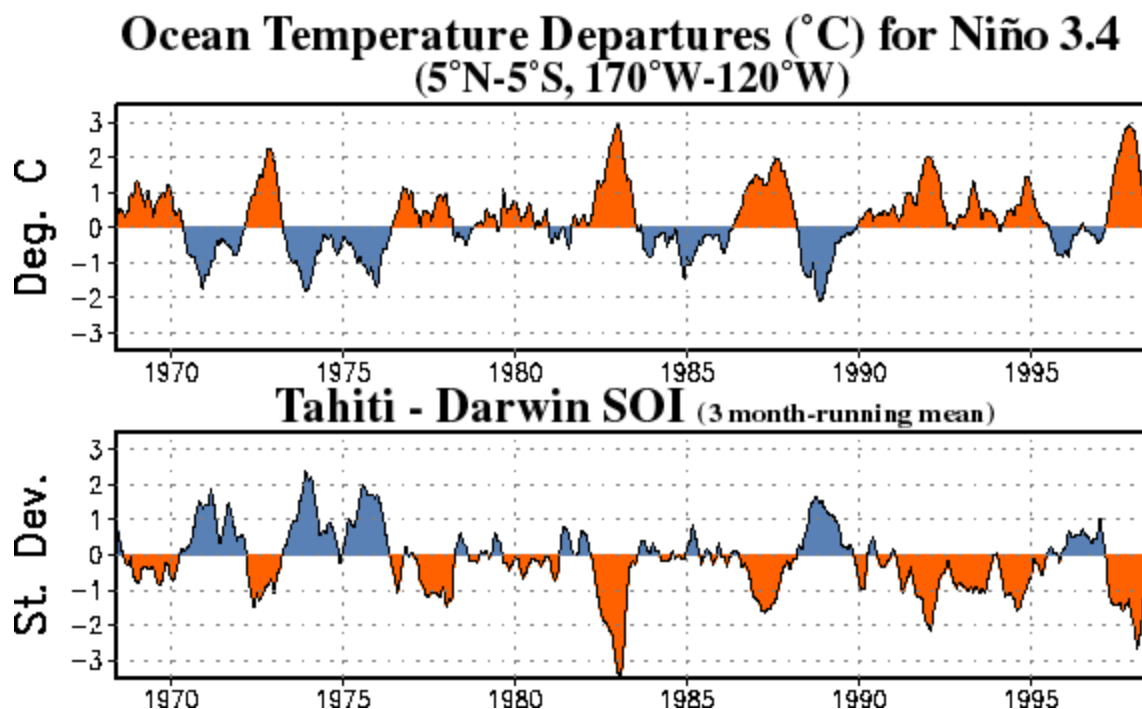 Ocean Temperature Departures (˚C) for Niño 3.4
(5˚N-5˚S, 170˚W-120˚W)
Deg. C
3
2
1
0
−1
−2
−3
1970 1975 1980 1985 1990 1995
Tahiti - Darwin SOI (3 month-running mean)
St. Dev.
3
2
1
0
−1
−2
−3
1970 1975 1980 1985 1990 1995